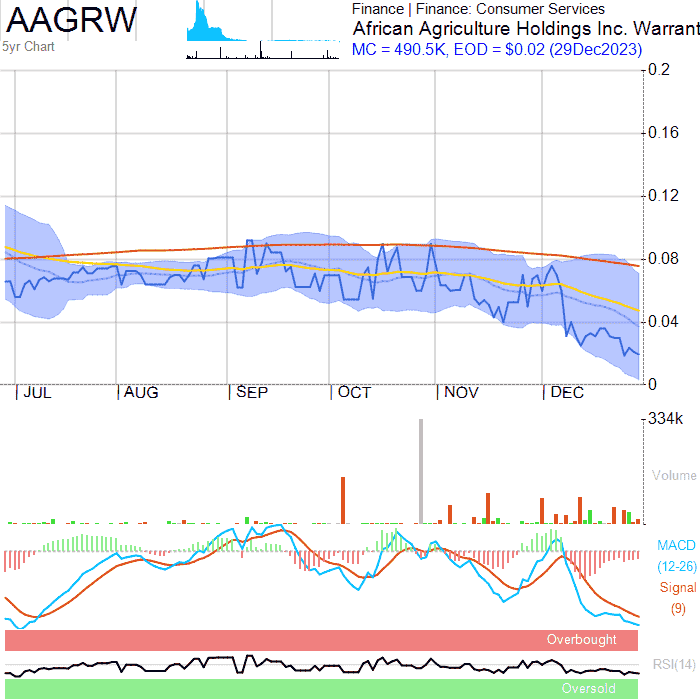 AAGRW
5yr Chart
Finance | Finance: Consumer Services
African Agriculture Holdings Inc. Warrant
MC = 490.5K, EOD = $0.02 (29Dec2023)
0.2
0.16
0.12
0.08
0.04
0
JUL AUG SEP OCT NOV DEC
334k
Volume
MACD
(12-26)
Signal
(9)
Overbought
RSI(14)
Oversold